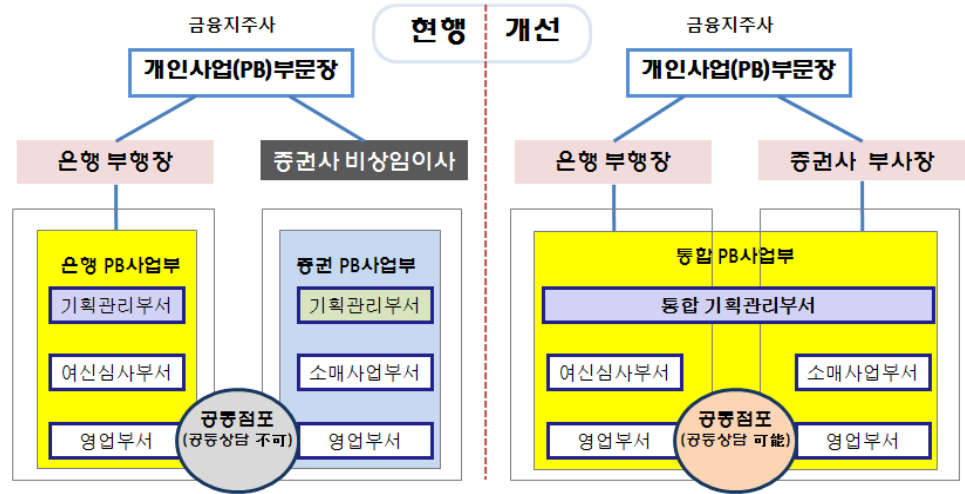 현행
개선
금융지주사
개인사업(PB)부문장
은행 부행장
증권사 비상임이사
은행 PB사업부
기획관리부서
여신심사부서
영업부서
증권 PB사업부
기획관리부서
소매사업부서
영업부서
공동점포
(공동상담 不可)
금융지주사
개인사업(PB)부문장
은행 부행장
증권사 부사장
통합 PB사업부
통합 기획관리부서
여신심사부서
소매사업부서
영업부서
영업부서
공동점포
(공동상담 可能)